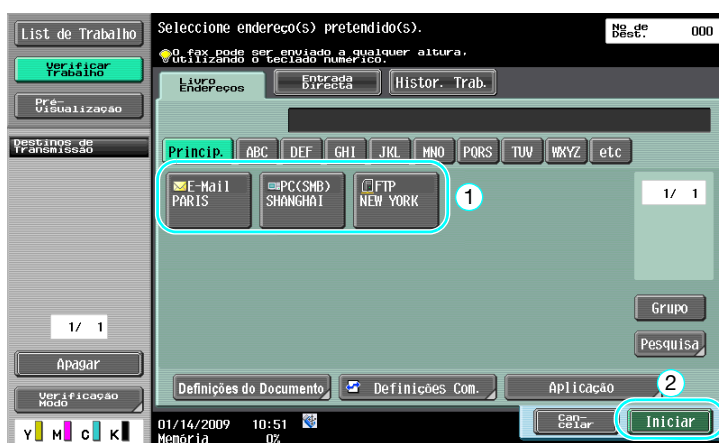 List de Trabalho
Verificar
Trabalho
Pré-
Visualização
Destinos de
Transmissão
1/ 1
Apagar
Verificação
Modo
Y M C K
Seleccione endereço(s) pretendido(s).
Nº de
Dest. 000
O fax pode ser enviado a qualquer altura,
utilizando o teclado numérico.
Livro
Endereços
Entrada
Directa
Histor. Trab.
Princip. ABC DEF GHI JKL MNO PQRS TUV WXYZ etc
E-Mail
PARIS
PC(SMB)
SHANGHAI
FTP
NEW YORK
1
1/ 1
Grupo
Pesquisa
Definições do Documento
Definições Com.
Aplicação
2
01/14/2009 10:51
Memória 0%
Can-
celar
Iniciar